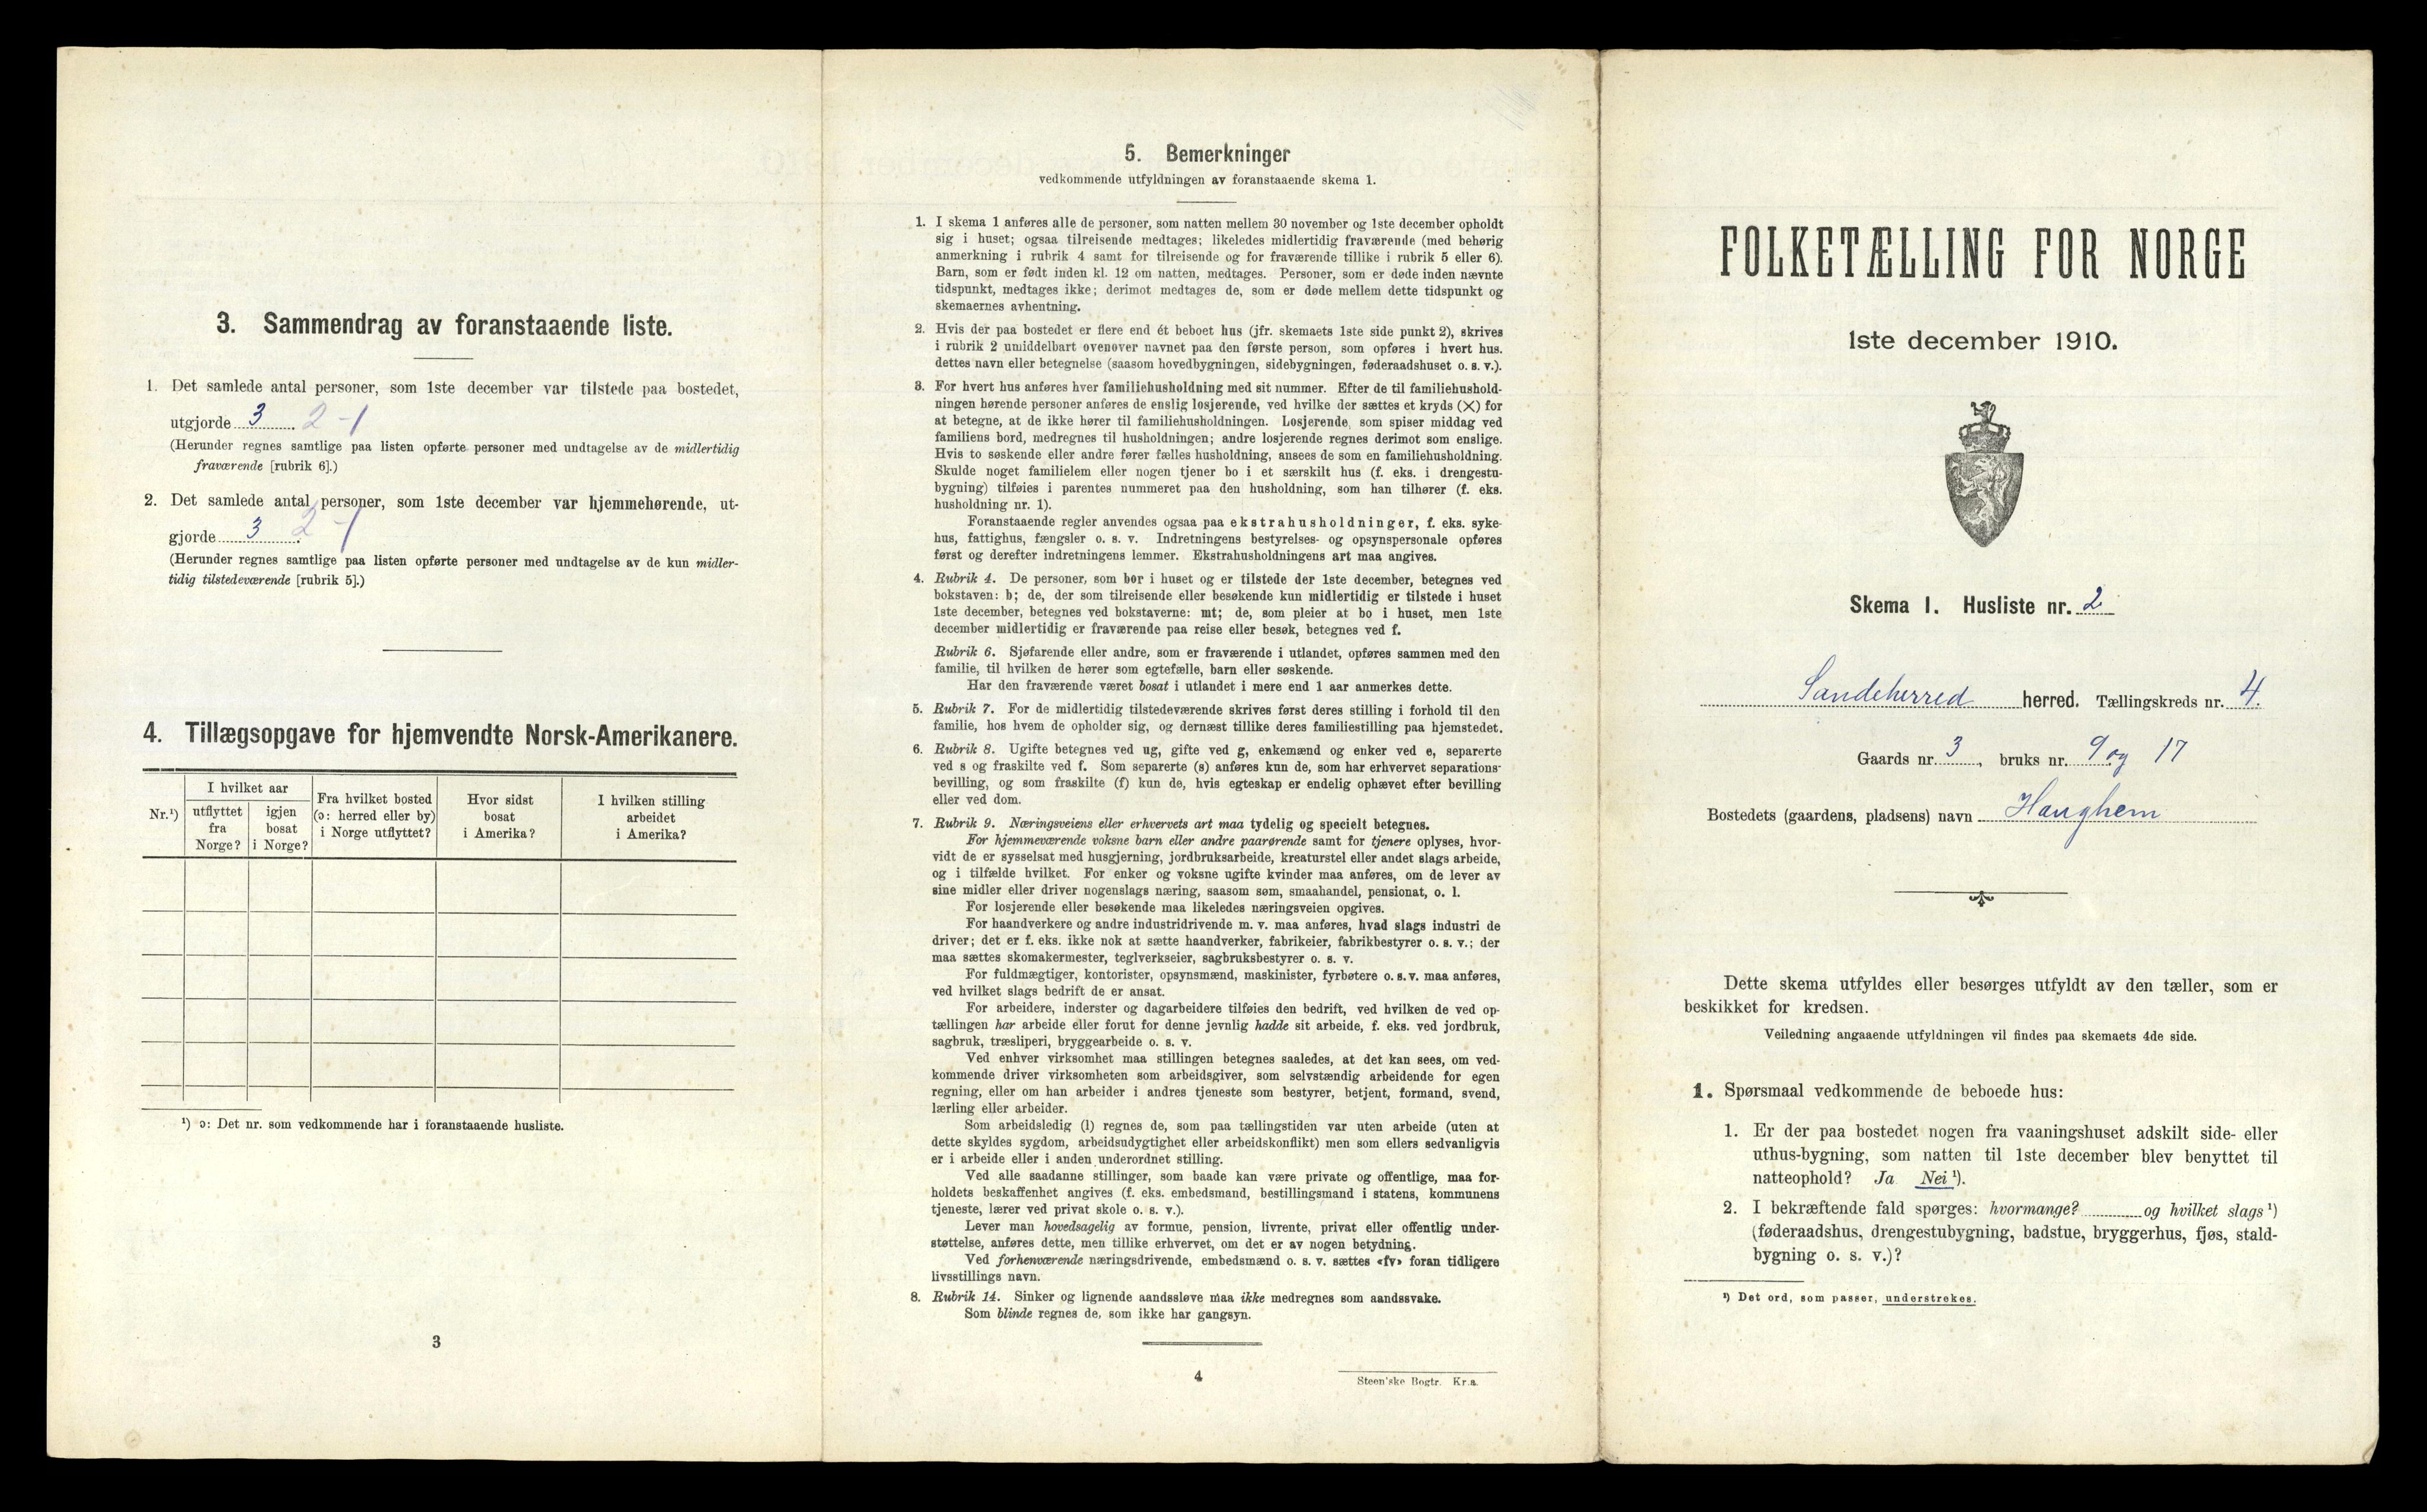 3. Sammendrag av foranstaaende liste.
1. Det samlede antal personer, som 1ste december var tilstede paa bostedet,
utgjorde 3 2-1
(Herunder regnes samtlige paa listen opførte personer med undtagelse av de midlertidig
fraværende [rubrik 6].)
2. Det samlede antal personer, som 1ste december var hjemmehørende, ut-
gjorde 3 2-1
(Herunder regnes samtlige paa listen opførte personer med undtagelse av de kun midler-
tidig tilstedeværende [rubrik 5].)
4. Tillægsopgave for hjemvendte Norsk-Amerikanere.
Nr.¹)
I hvilket aar
utflyttet
fra
Norge?
igjen
bosat
i Norge?
Fra hvilket bosted
(ɔ: herred eller by)
i Norge utflyttet?
Hvor sidst
bosat
i Amerika?
I hvilken stilling
arbeidet
i Amerika?
¹) ɔ: Det nr. som vedkommende har i foranstaaende husliste.
3
5. Bemerkninger
vedkommende utfyldningen av foranstaaende skema 1.
1. I skema 1 anføres alle de personer, som natten mellem 30 november og 1ste december opholdt
sig i huset; ogsaa tilreisende medtages; likeledes midlertidig fraværende (med behørig
anmerkning i rubrik 4 samt for tilreisende og for fraværende tillike i rubrik 5 eller 6).
Barn, som er født inden kl. 12 om natten, medtages. Personer, som er døde inden nævnte
tidspunkt, medtages ikke; derimot medtages de, som er døde mellem dette tidspunkt og
skemaernes avhentning.
2. Hvis der paa bostedet er flere end ét beboet hus (jfr. skemaets 1ste side punkt 2), skrives
i rubrik 2 umiddelbart ovenover navnet paa den første person, som opføres i hvert hus.
dettes navn eller betegnelse (saasom hovedbygningen, sidebygningen, føderaadshuset o. s. v.).
3. For hvert hus anføres hver familiehusholdning med sit nummer. Efter de til familiehushold-
ningen hørende personer anføres de enslig losjerende, ved hvilke der sættes et kryds (×) for
at betegne, at de ikke hører til familiehusholdningen. Losjerende, som spiser middag ved
familiens bord, medregnes til husholdningen; andre losjerende regnes derimot som enslige.
Hvis to søskende eller andre fører fælles husholdning, ansees de som en familiehusholdning.
Skulde noget familielem eller nogen tjener bo i et særskilt hus (f. eks. i drengestu-
bygning) tilføies i parentes nummeret paa den husholdning, som han tilhører (f. eks.
husholdning nr. 1).
Foranstaaende regler anvendes ogsaa paa ekstrahusholdninger, f. eks. syke-
hus, fattighus, fængsler o. s. v. Indretningens bestyrelses- og opsynspersonale opføres
først og derefter indretningens lemmer. Ekstrahusholdningens art maa angives.
4. Rubrik 4. De personer, som bor i huset og er tilstede der 1ste december, betegnes ved
bokstaven: b; de, der som tilreisende eller besøkende kun midlertidig er tilstede i huset
1ste december, betegnes ved bokstaverne: mt; de, som pleier at bo i huset, men 1ste
december midlertidig er fraværende paa reise eller besøk, betegnes ved f.
Rubrik 6. Sjøfarende eller andre, som er fraværende i utlandet, opføres sammen med den
familie, til hvilken de hører som egtefælle, barn eller søskende.
Har den fraværende været bosat i utlandet i mere end 1 aar anmerkes dette.
5. Rubrik 7. For de midlertidig tilstedeværende skrives først deres stilling i forhold til den
familie, hos hvem de opholder sig, og dernæst tillike deres familiestilling paa hjemstedet.
6. Rubrik 8. Ugifte betegnes ved ug, gifte ved g, enkemænd og enker ved e, separerte
ved s og fraskilte ved f. Som separerte (s) anføres kun de, som har erhvervet separations-
bevilling, og som fraskilte (f) kun de, hvis egteskap er endelig ophævet efter bevilling
eller ved dom.
7. Rubrik 9. Næringsveiens eller erhvervets art maa tydelig og specielt betegnes.
For hjemmeværende voksne barn eller andre paarørende samt for tjenere oplyses, hvor-
vidt de er sysselsat med husgjerning, jordbruksarbeide, kreaturstel eller andet slags arbeide,
og i tilfælde hvilket. For enker og voksne ugifte kvinder maa anføres, om de lever av
sine midler eller driver nogenslags næring, saasom søm, smaahandel, pensionat, o. l.
For losjerende eller besøkende maa likeledes næringsveien opgives.
For haandverkere og andre industridrivende m. v. maa anføres, hvad slags industri de
driver; det er f. eks. ikke nok at sætte haandverker, fabrikeier, fabrikbestyrer o. s. v.; der
maa sættes skomakermester, teglverkseier, sagbruksbestyrer o. s. v.
For fuldmægtiger, kontorister, opsynsmænd, maskinister, fyrbøtere o. s. v. maa anføres,
ved hvilket slags bedrift de er ansat.
For arbeidere, inderster og dagarbeidere tilføies den bedrift, ved hvilken de ved op-
tællingen har arbeide eller forut for denne jevnlig hadde sit arbeide, f. eks. ved jordbruk,
sagbruk, træsliperi, bryggearbeide o. s. v.
Ved enhver virksomhet maa stillingen betegnes saaledes, at det kan sees, om ved-
kommende driver virksomheten som arbeidsgiver, som selvstændig arbeidende for egen
regning, eller om han arbeider i andres tjeneste som bestyrer, betjent, formand, svend,
lærling eller arbeider.
Som arbeidsledig (l) regnes de, som paa tællingstiden var uten arbeide (uten at
dette skyldes sygdom, arbeidsudygtighet eller arbeidskonflikt) men som ellers sedvanligvis
er i arbeide eller i anden underordnet stilling.
Ved alle saadanne stillinger, som baade kan være private og offentlige, maa for-
holdets beskaffenhet angives (f. eks. embedsmand, bestillingsmand i statens, kommunens
tjeneste, lærer ved privat skole o. s. v.).
Lever man hovedsagelig av formue, pension, livrente, privat eller offentlig under-
støttelse, anføres dette, men tillike erhvervet, om det er av nogen betydning.
Ved forhenværende næringsdrivende, embedsmænd o. s. v. sættes «fv» foran tidligere
livsstillings navn.
8. Rubrik 14. Sinker og lignende aandssløve maa ikke medregnes som aandssvake.
Som blinde regnes de, som ikke har gangsyn.
4
Steen'ske Bogtr. Kr.a.
FOLKETÆLLING FOR NORGE
1ste december 1910.
Skema 1. Husliste nr. 2
Sandeherred herred. Tællingskreds nr. 4.
Gaards nr. 3, bruks nr. 9 og 17
Bostedets (gaardens, pladsens) navn Haughem
Dette skema utfyldes eller besørges utfyldt av den tæller, som er
beskikket for kredsen.
Veiledning angaaende utfyldningen vil findes paa skemaets 4de side.
1. Spørsmaal vedkommende de beboede hus:
1. Er der paa bostedet nogen fra vaaningshuset adskilt side- eller
uthus-bygning, som natten til 1ste december blev benyttet til
natteophold? Ja Nei ¹).
2. I bekræftende fald spørges: hvormange? og hvilket slags ¹)
(føderaadshus, drengestubygning, badstue, bryggerhus, fjøs, stald-
bygning o. s. v.)?
¹) Det ord, som passer, understrekes.